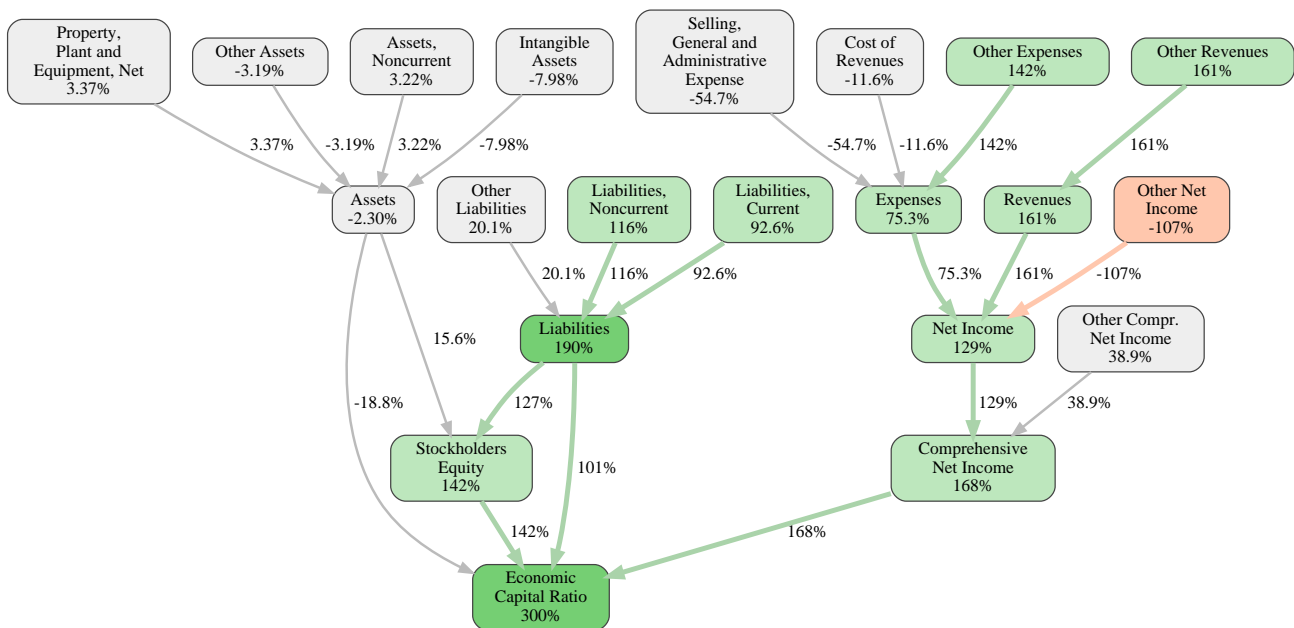 Property,
Plant and
Equipment, Net
3.37%
Other Assets
-3.19%
Assets,
Noncurrent
3.22%
Intangible
Assets
-7.98%
Selling,
General and
Administrative
Expense
-54.7%
Cost of
Revenues
-11.6%
Other Expenses
142%
Other Revenues
161%
3.37%
-3.19%
3.22%
-7.98%
-54.7%
-11.6%
142%
161%
Assets
-2.30%
Other
Liabilities
20.1%
Liabilities,
Noncurrent
116%
Liabilities,
Current
92.6%
Expenses
75.3%
Revenues
161%
Other Net
Income
-107%
20.1%
116%
92.6%
75.3%
161%
-107%
15.6%
Liabilities
190%
Net Income
129%
Other Compr.
Net Income
38.9%
-18.8%
127%
129%
38.9%
Stockholders
Equity
142%
101%
Comprehensive
Net Income
168%
142%
168%
Economic
Capital Ratio
300%